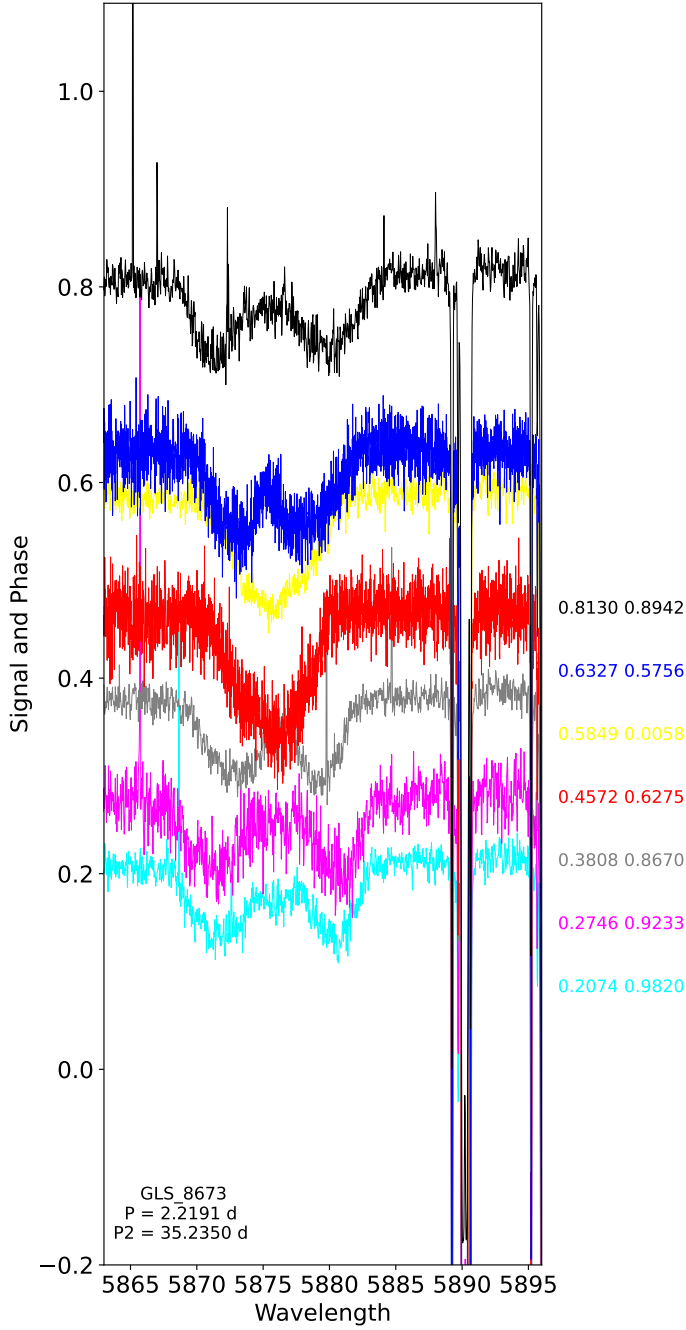 1.0
0.8
0.6
0.4
0.2
0.0
−0.2
Signal and Phase
0.8130 0.8942
0.6327 0.5756
0.5849 0.0058
0.4572 0.6275
0.3808 0.8670
0.2746 0.9233
0.2074 0.9820
GLS_8673
P = 2.2191 d
P2 = 35.2350 d
5865 5870 5875 5880 5885 5890 5895
Wavelength